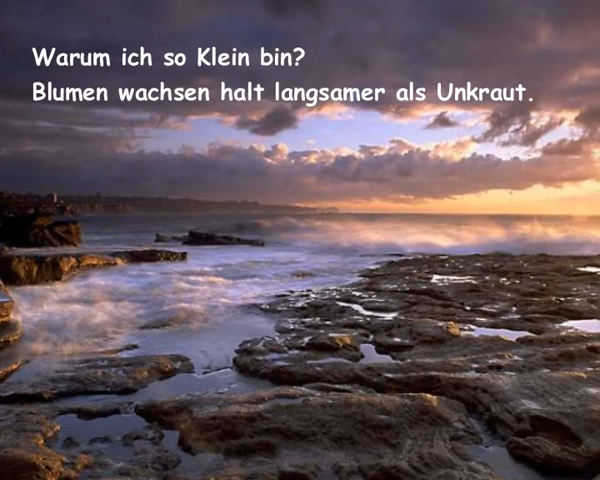 Warum ich so Klein bin?
Blumen wachsen halt langsamer als Unkraut.